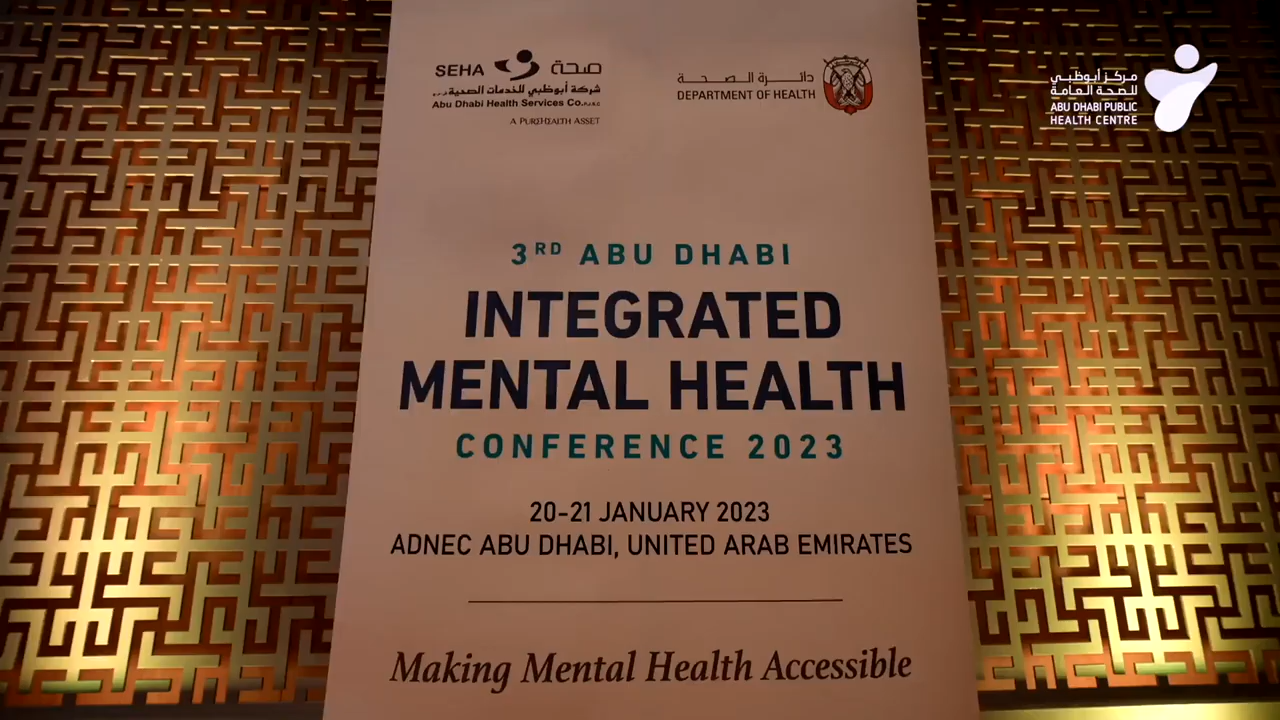 SEHA صحة
شركة أبوظبي للخدمات الصحية ش.م.ع
Abu Dhabi Health Services Co. P.J.S.C
A PUREHEALTH ASSET
دائـــرة الـــصـــحـــة
DEPARTMENT OF HEALTH
مركز أبوظبي
للصحة العامة
ABU DHABI PUBLIC
HEALTH CENTRE
3RD ABU DHABI
INTEGRATED
MENTAL HEALTH
CONFERENCE 2023
20-21 JANUARY 2023
ADNEC ABU DHABI, UNITED ARAB EMIRATES
Making Mental Health Accessible